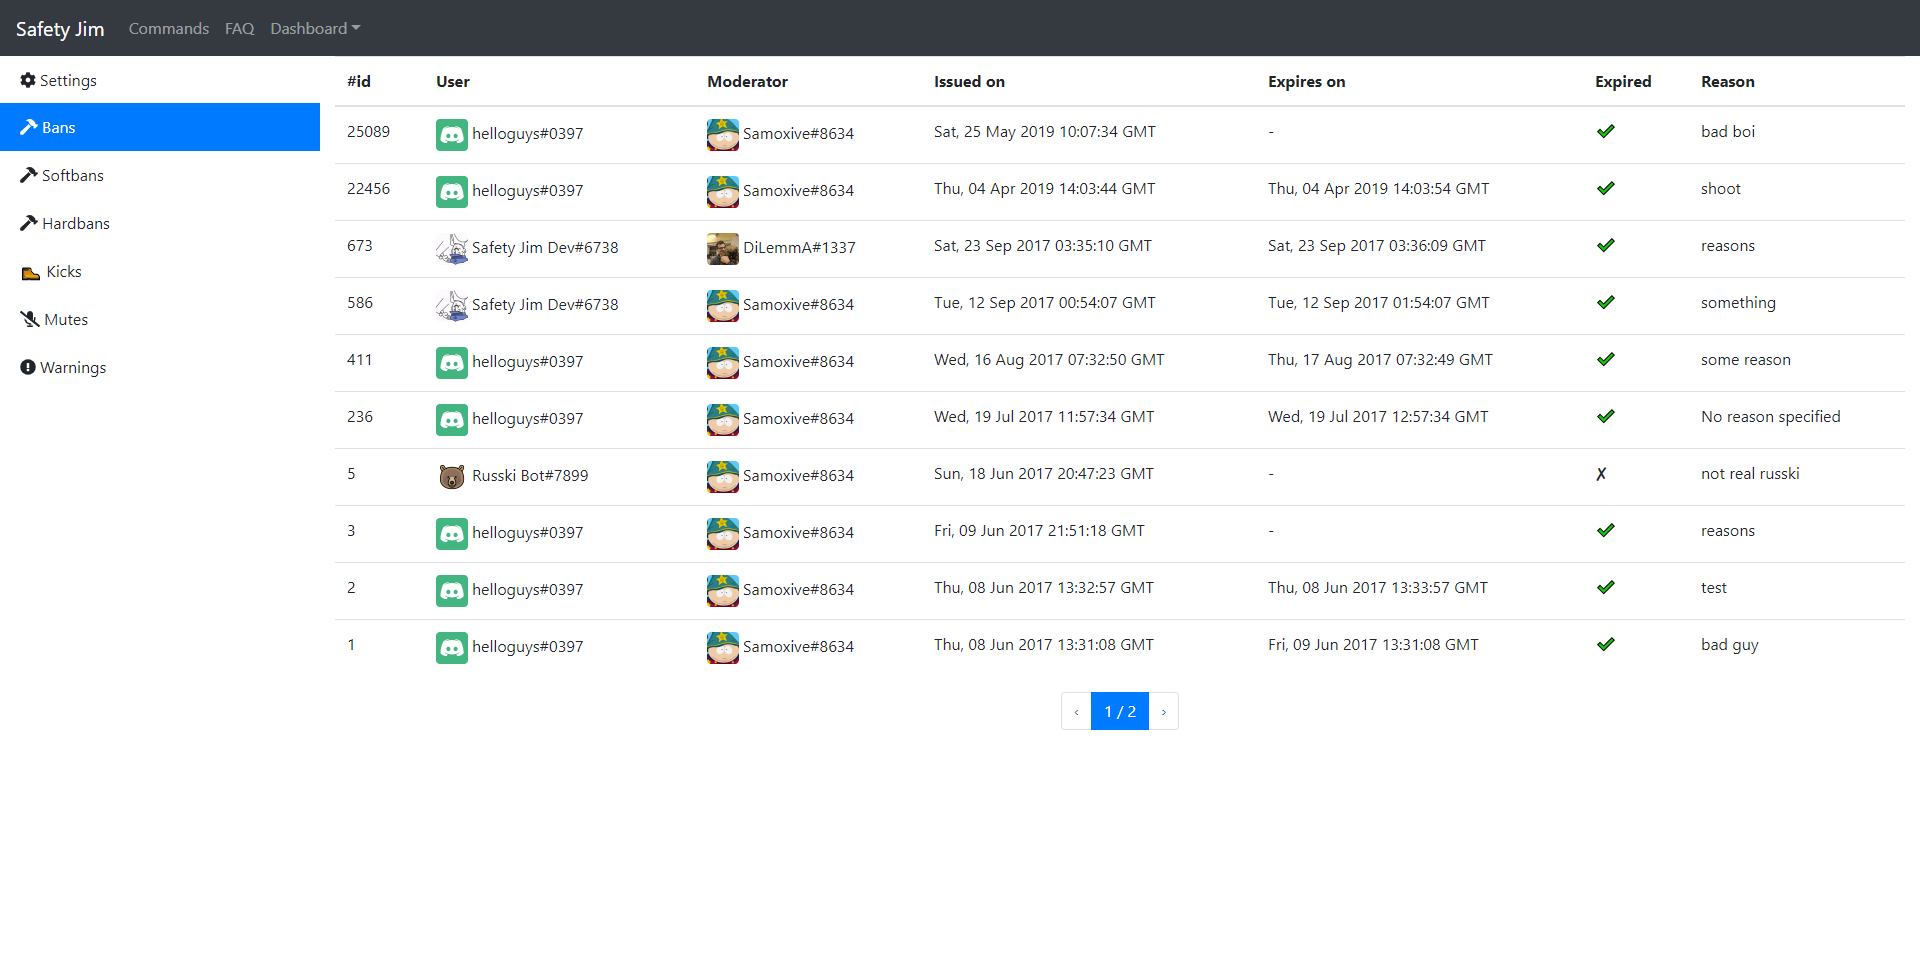 Safety Jim Commands FAQ Dashboard
Settings
Bans
Softbans
Hardbans
Kicks
Mutes
Warnings
#id User Moderator Issued on Expires on Expired Reason
25089 helloguys#0397 Samoxive#8634 Sat, 25 May 2019 10:07:34 GMT - ✔ bad boi
22456 helloguys#0397 Samoxive#8634 Thu, 04 Apr 2019 14:03:44 GMT Thu, 04 Apr 2019 14:03:54 GMT ✔ shoot
673 Safety Jim Dev#6738 DiLemmA#1337 Sat, 23 Sep 2017 03:35:10 GMT Sat, 23 Sep 2017 03:36:09 GMT ✔ reasons
586 Safety Jim Dev#6738 Samoxive#8634 Tue, 12 Sep 2017 00:54:07 GMT Tue, 12 Sep 2017 01:54:07 GMT ✔ something
411 helloguys#0397 Samoxive#8634 Wed, 16 Aug 2017 07:32:50 GMT Thu, 17 Aug 2017 07:32:49 GMT ✔ some reason
236 helloguys#0397 Samoxive#8634 Wed, 19 Jul 2017 11:57:34 GMT Wed, 19 Jul 2017 12:57:34 GMT ✔ No reason specified
5 Russki Bot#7899 Samoxive#8634 Sun, 18 Jun 2017 20:47:23 GMT - ✗ not real russki
3 helloguys#0397 Samoxive#8634 Fri, 09 Jun 2017 21:51:18 GMT - ✔ reasons
2 helloguys#0397 Samoxive#8634 Thu, 08 Jun 2017 13:32:57 GMT Thu, 08 Jun 2017 13:33:57 GMT ✔ test
1 helloguys#0397 Samoxive#8634 Thu, 08 Jun 2017 13:31:08 GMT Fri, 09 Jun 2017 13:31:08 GMT ✔ bad guy
‹ 1 / 2 ›